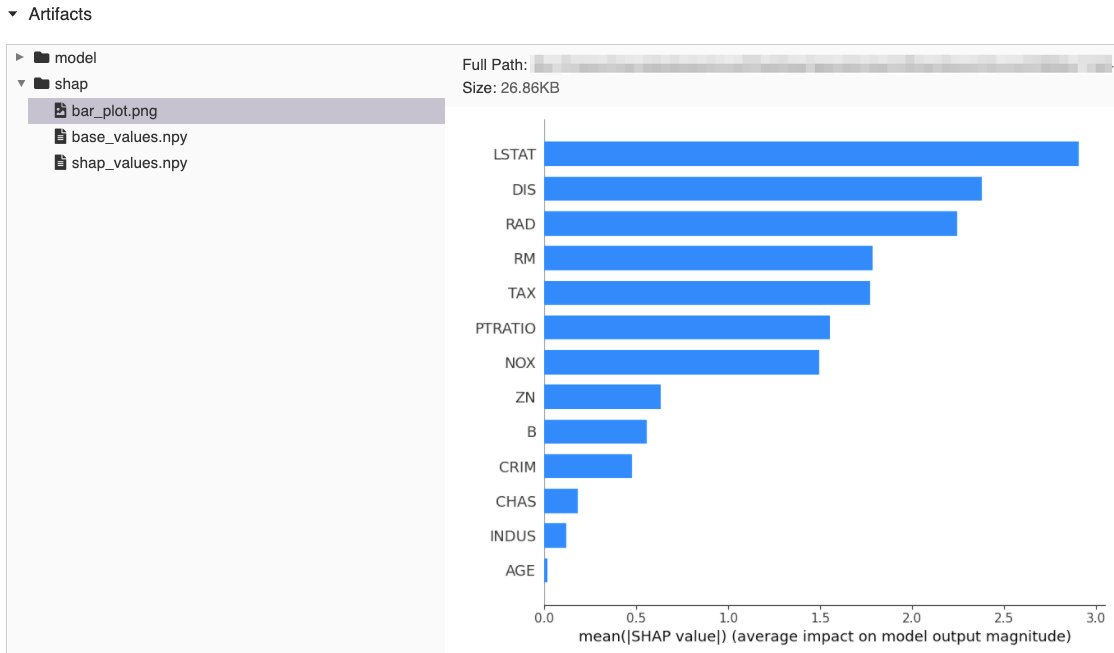 Artifacts
model
shap
bar_plot.png
base_values.npy
shap_values.npy
Full Path:
Size: 26.86KB
LSTAT
DIS
RAD
RM
TAX
PTRATIO
NOX
ZN
B
CRIM
CHAS
INDUS
AGE
0.0 0.5 1.0 1.5 2.0 2.5 3.0
mean(|SHAP value|) (average impact on model output magnitude)